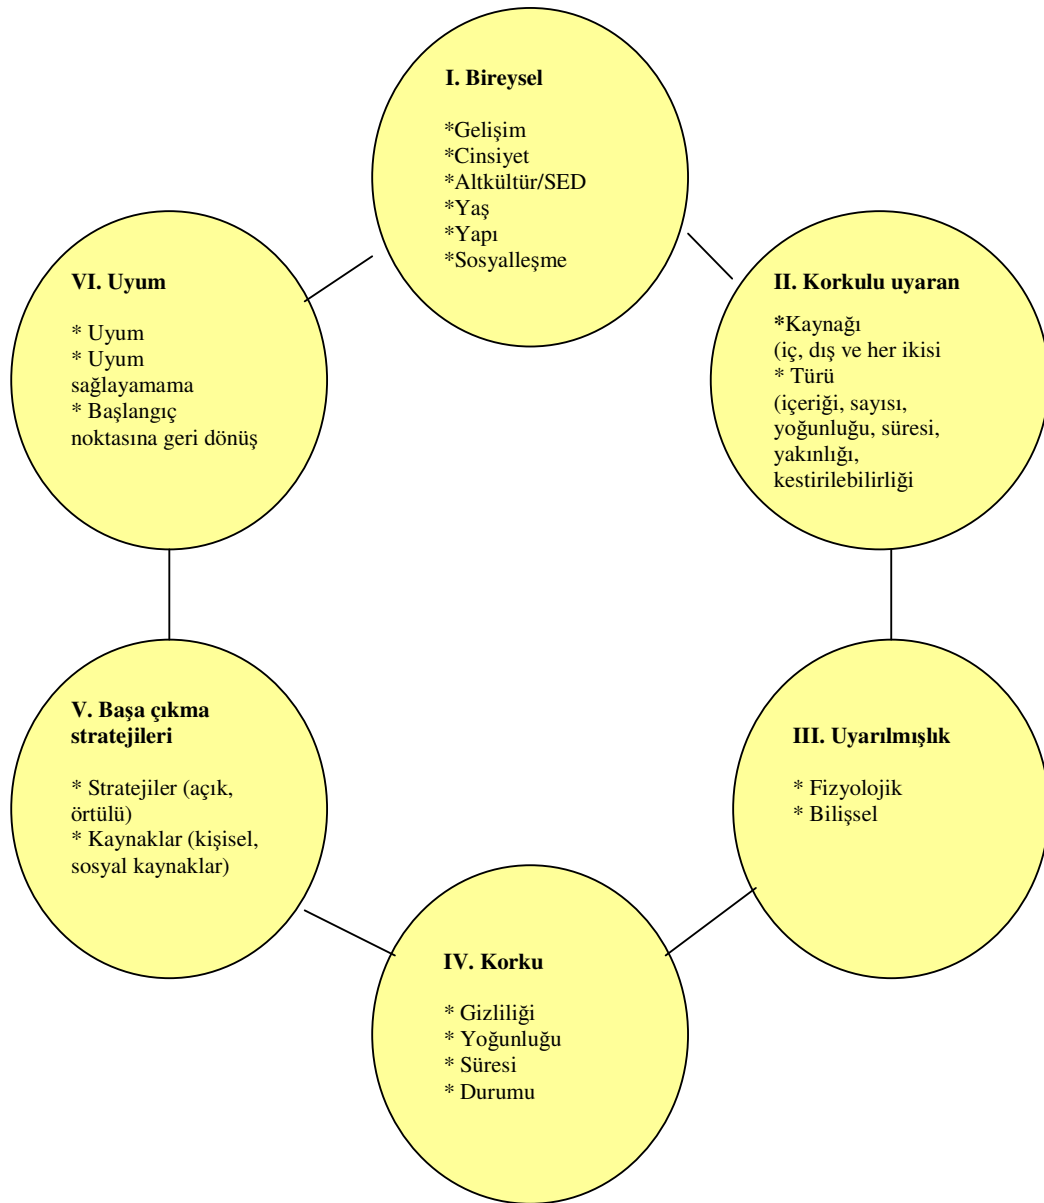 I. Bireysel
*Gelişim
*Cinsiyet
*Altkültür/SED
*Yaş
*Yapı
*Sosyalleşme
II. Korkulu uyaran
*Kaynağı
(iç, dış ve her ikisi
* Türü
(içeriği, sayısı,
yoğunluğu, süresi,
yakınlığı,
kestirilebilirliği
III. Uyarılmışlık
* Fizyolojik
* Bilişsel
IV. Korku
* Gizliliği
* Yoğunluğu
* Süresi
* Durumu
V. Başa çıkma
stratejileri
* Stratejiler (açık,
örtülü)
* Kaynaklar (kişisel,
sosyal kaynaklar)
VI. Uyum
* Uyum
* Uyum
sağlayamama
* Başlangıç
noktasına geri dönüş